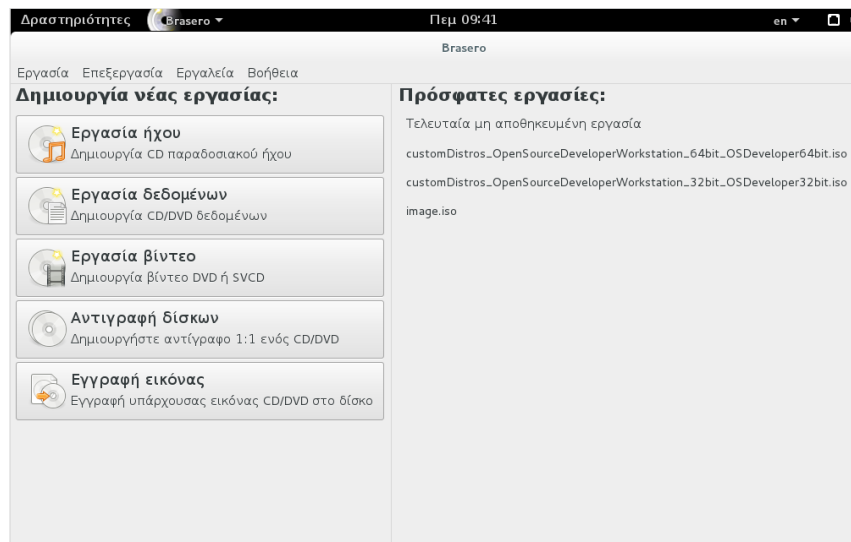 Δραστηριότητες Brasero Πεμ 09:41 en
Brasero
Εργασία Επεξεργασία Εργαλεία Βοήθεια
Δημιουργία νέας εργασίας:
Εργασία ήχου
Δημιουργία CD παραδοσιακού ήχου
Εργασία δεδομένων
Δημιουργία CD/DVD δεδομένων
Εργασία βίντεο
Δημιουργία βίντεο DVD ή SVCD
Αντιγραφή δίσκων
Δημιουργήστε αντίγραφο 1:1 ενός CD/DVD
Εγγραφή εικόνας
Εγγραφή υπάρχουσας εικόνας CD/DVD στο δίσκο
Πρόσφατες εργασίες:
Τελευταία μη αποθηκευμένη εργασία
customDistros_OpenSourceDeveloperWorkstation_64bit_OSDeveloper64bit.iso
customDistros_OpenSourceDeveloperWorkstation_32bit_OSDeveloper32bit.iso
image.iso